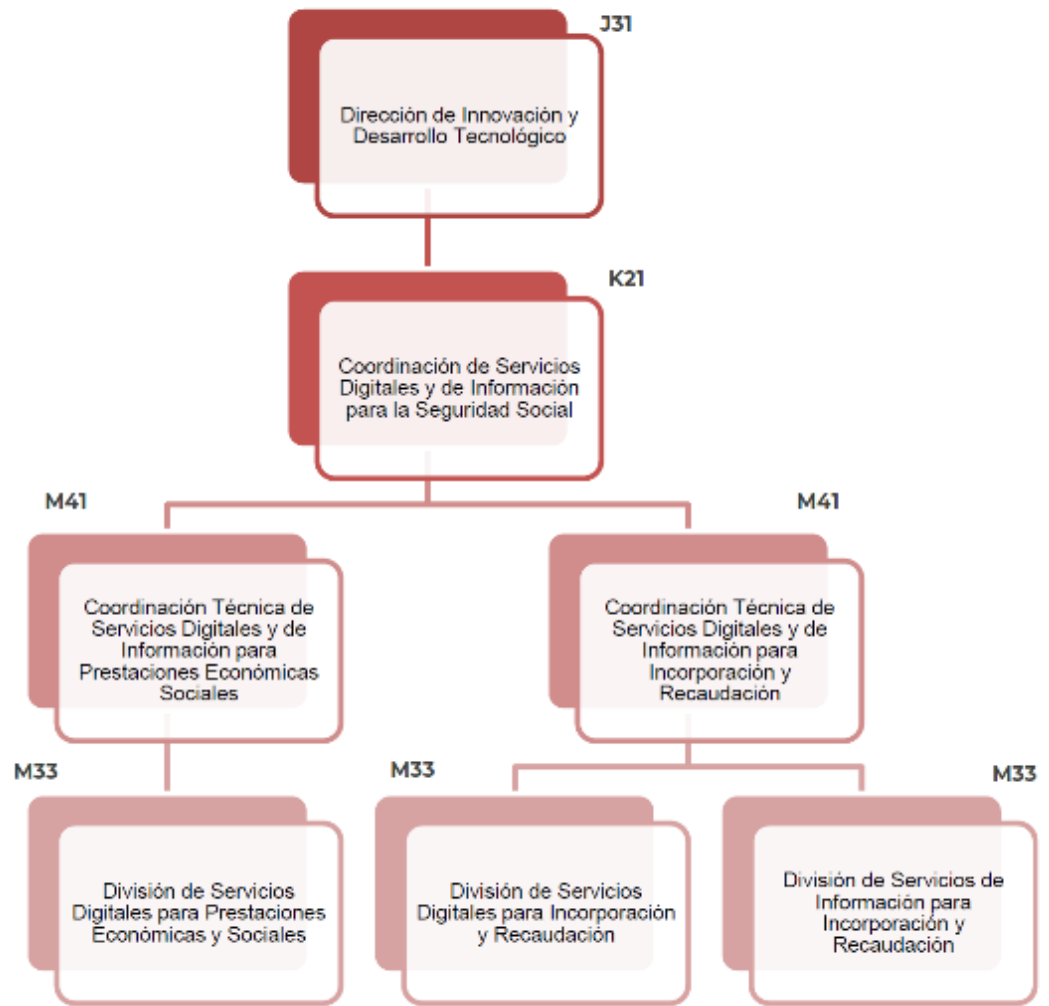 J31
Dirección de Innovación y
Desarrollo Tecnológico
K21
Coordinación de Servicios
Digitales y de Información
para la Seguridad Social
M41
Coordinación Técnica de
Servicios Digitales y de
Información para
Prestaciones Económicas
Sociales
M41
Coordinación Técnica de
Servicios Digitales y de
Información para
Incorporación y
Recaudación
M33
División de Servicios
Digitales para Prestaciones
Económicas y Sociales
M33
División de Servicios
Digitales para Incorporación
y Recaudación
M33
División de Servicios de
Información para
Incorporación y
Recaudación